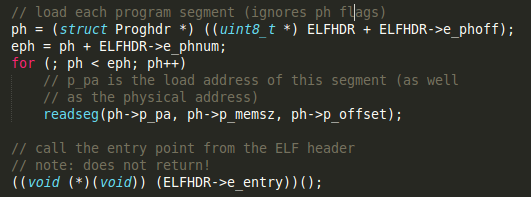 // load each program segment (ignores ph flags)
ph = (struct Proghdr *) ((uint8_t *) ELFHDR + ELFHDR->e_phoff);
eph = ph + ELFHDR->e_phnum;
for (; ph < eph; ph++)
    // p_pa is the load address of this segment (as well
    // as the physical address)
    readseg(ph->p_pa, ph->p_memsz, ph->p_offset);

// call the entry point from the ELF header
// note: does not return!
((void (*)(void)) (ELFHDR->e_entry))();